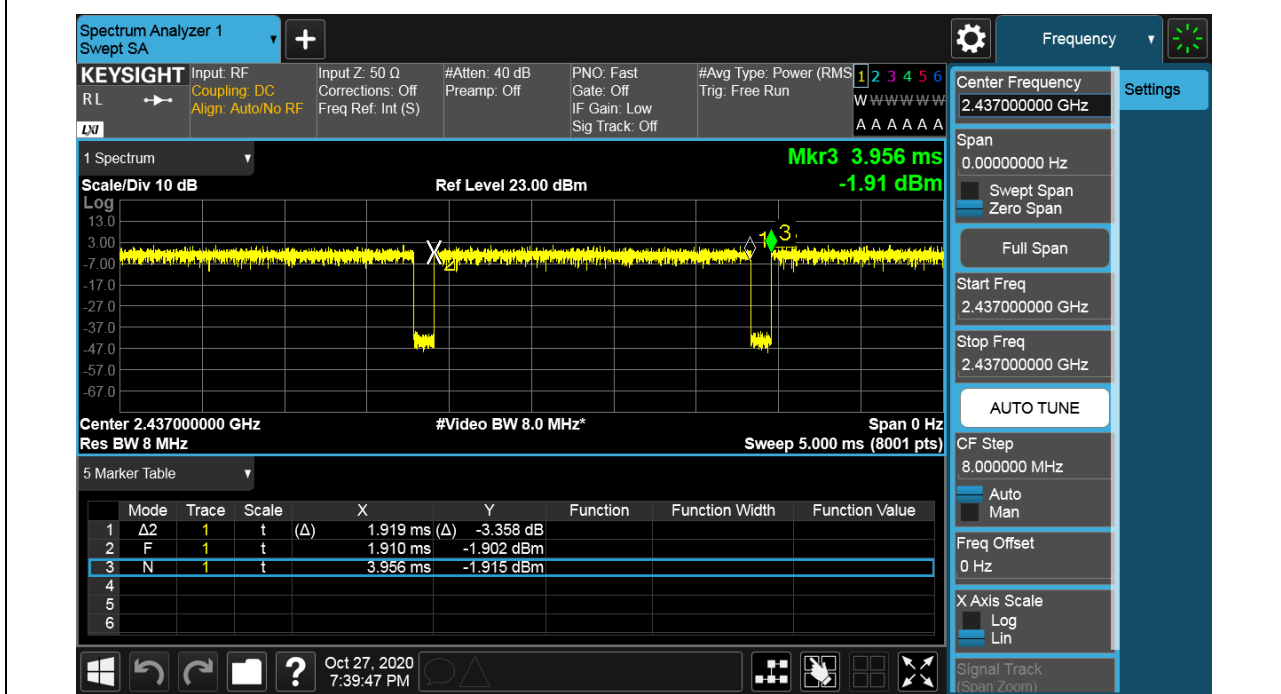 Spectrum Analyzer 1
Swept SA
Frequency
KEYSIGHT
R L
LXI
Input: RF
Coupling: DC
Align: Auto/No RF
Input Z: 50 Ω
Corrections: Off
Freq Ref: Int (S)
#Atten: 40 dB
Preamp: Off
PNO: Fast
Gate: Off
IF Gain: Low
Sig Track: Off
#Avg Type: Power (RMS
Trig: Free Run
1 2 3 4 5 6
W W W W W W
A A A A A A
1 Spectrum
Mkr3 3.956 ms
Scale/Div 10 dB
Ref Level 23.00 dBm
-1.91 dBm
Log
13.0
3.00
-7.00
-17.0
-27.0
-37.0
-47.0
-57.0
-67.0
X
2
1
3
Center 2.437000000 GHz
#Video BW 8.0 MHz*
Span 0 Hz
Res BW 8 MHz
Sweep 5.000 ms (8001 pts)
5 Marker Table
Mode Trace Scale X Y Function Function Width Function Value
1 Δ2 1 t (Δ) 1.919 ms (Δ) -3.358 dB
2 F 1 t 1.910 ms -1.902 dBm
3 N 1 t 3.956 ms -1.915 dBm
4
5
6
?
Oct 27, 2020
7:39:47 PM
Center Frequency
2.437000000 GHz
Settings
Span
0.00000000 Hz
Swept Span
Zero Span
Full Span
Start Freq
2.437000000 GHz
Stop Freq
2.437000000 GHz
AUTO TUNE
CF Step
8.000000 MHz
Auto
Man
Freq Offset
0 Hz
X Axis Scale
Log
Lin
Signal Track
(Span Zoom)